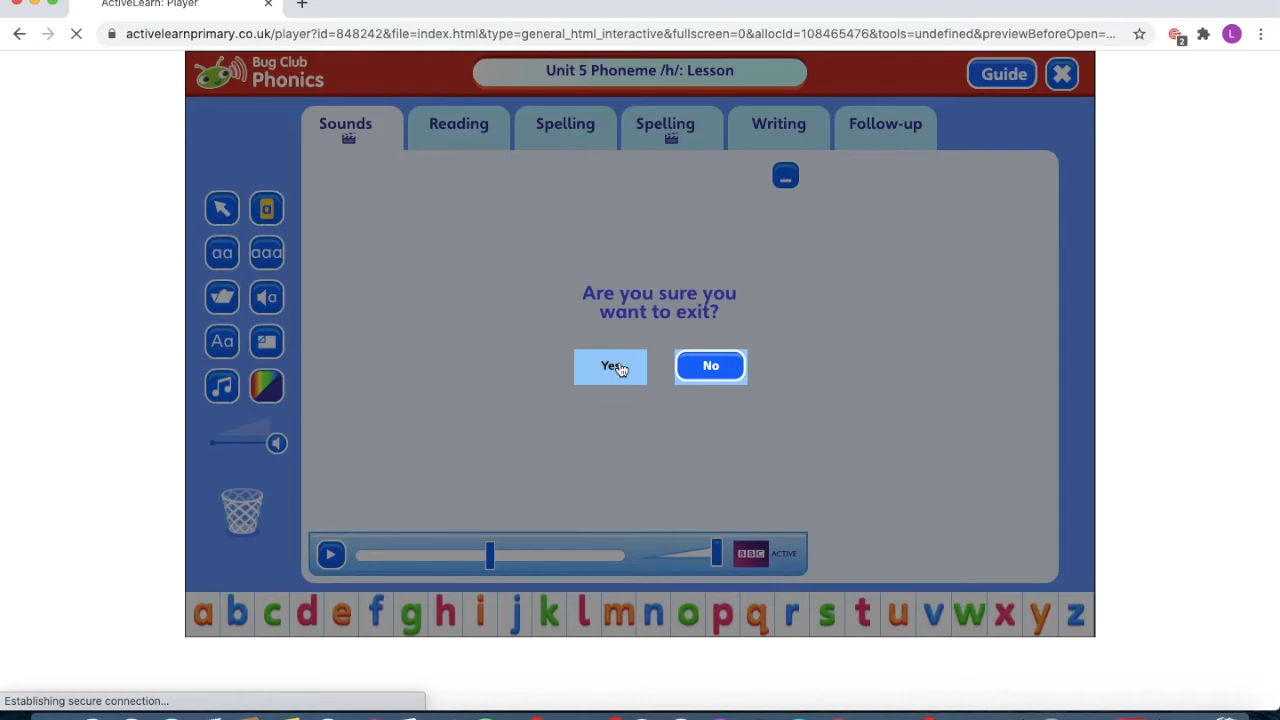 ActiveLearn: Player
activelearnprimary.co.uk/player?id=848242&file=index.html&type=general_html_interactive&fullscreen=0&allocId=108465476&tools=undefined&previewBeforeOpen=...
2
L
Bug Club
Phonics
Unit 5 Phoneme /h/: Lesson
Guide
Sounds
Reading
Spelling
Spelling
Writing
Follow-up
a
aa
aaa
a
Aa
Are you sure you
want to exit?
Yes
No
BBC ACTIVE
a b c d e f g h i j k l m n o p q r s t u v w x y z
Establishing secure connection...